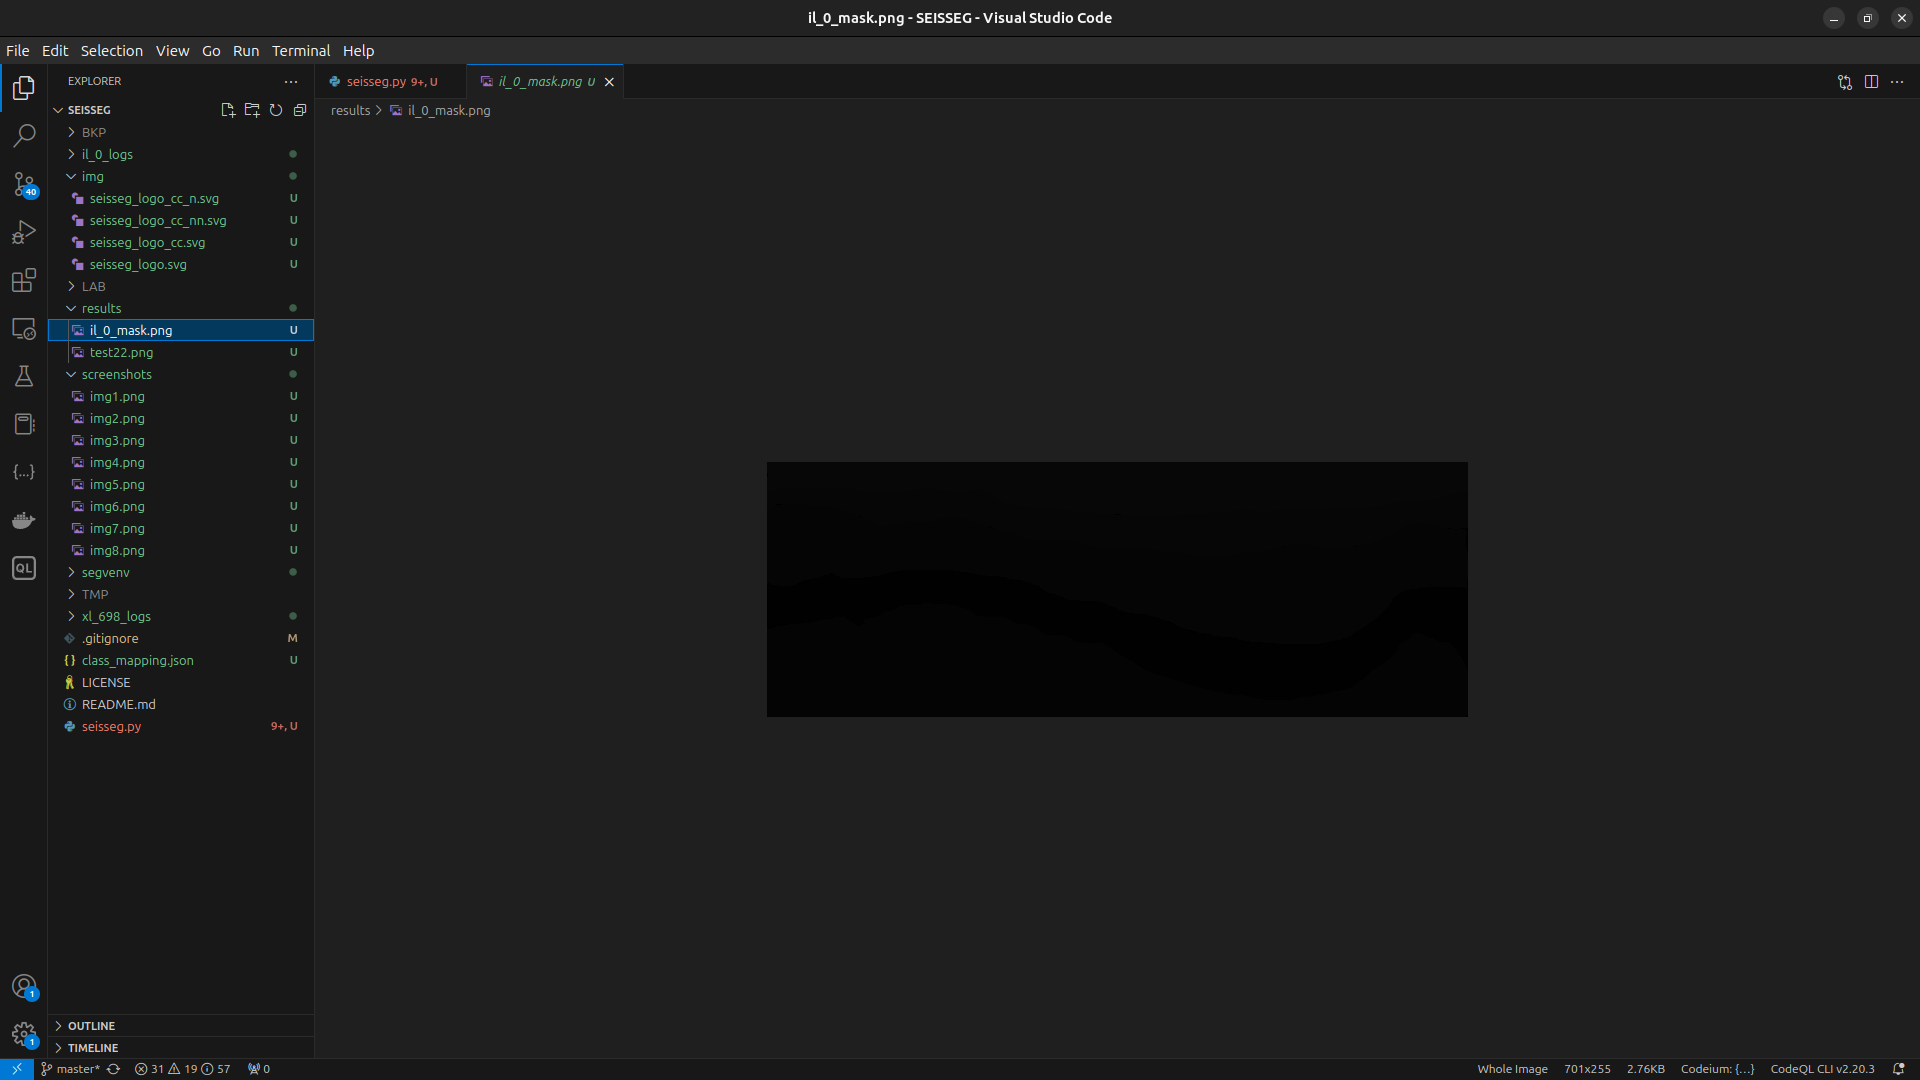 il_0_mask.png - SEISSEG - Visual Studio Code
File Edit Selection View Go Run Terminal Help
EXPLORER
SEISSEG
BKP
il_0_logs
img
seisseg_logo_cc_n.svg U
seisseg_logo_cc_nn.svg U
seisseg_logo_cc.svg U
seisseg_logo.svg U
LAB
results
il_0_mask.png U
test22.png U
screenshots
img1.png U
img2.png U
img3.png U
img4.png U
img5.png U
img6.png U
img7.png U
img8.png U
segvenv
TMP
xl_698_logs
.gitignore M
class_mapping.json U
LICENSE
README.md
seisseg.py 9+, U
OUTLINE
TIMELINE
40
QL
1
1
seisseg.py 9+, U
il_0_mask.png U
results > il_0_mask.png
master* 31 19 57 0
Whole Image 701x255 2.76KB Codeium: {...} CodeQL CLI v2.20.3